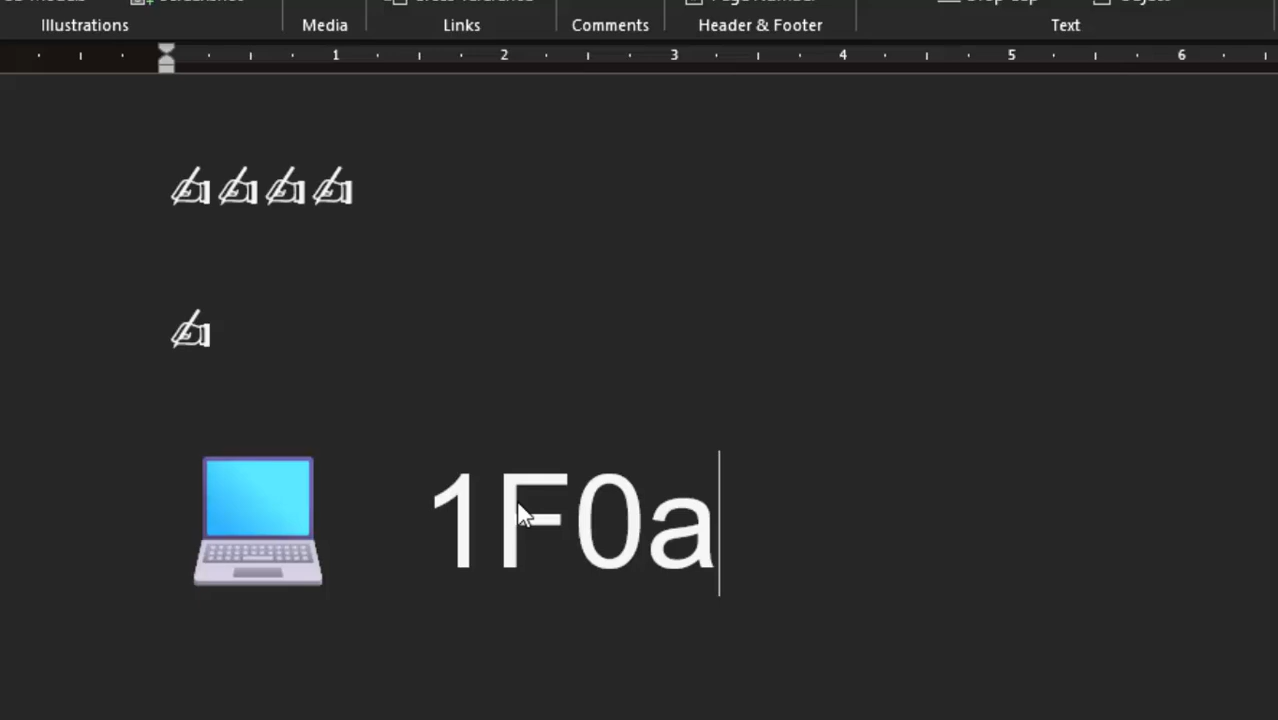 Illustrations Media Links Comments Header & Footer Text
1 2 3 4 5 6
✍✍✍✍
✍
💻 1F0a